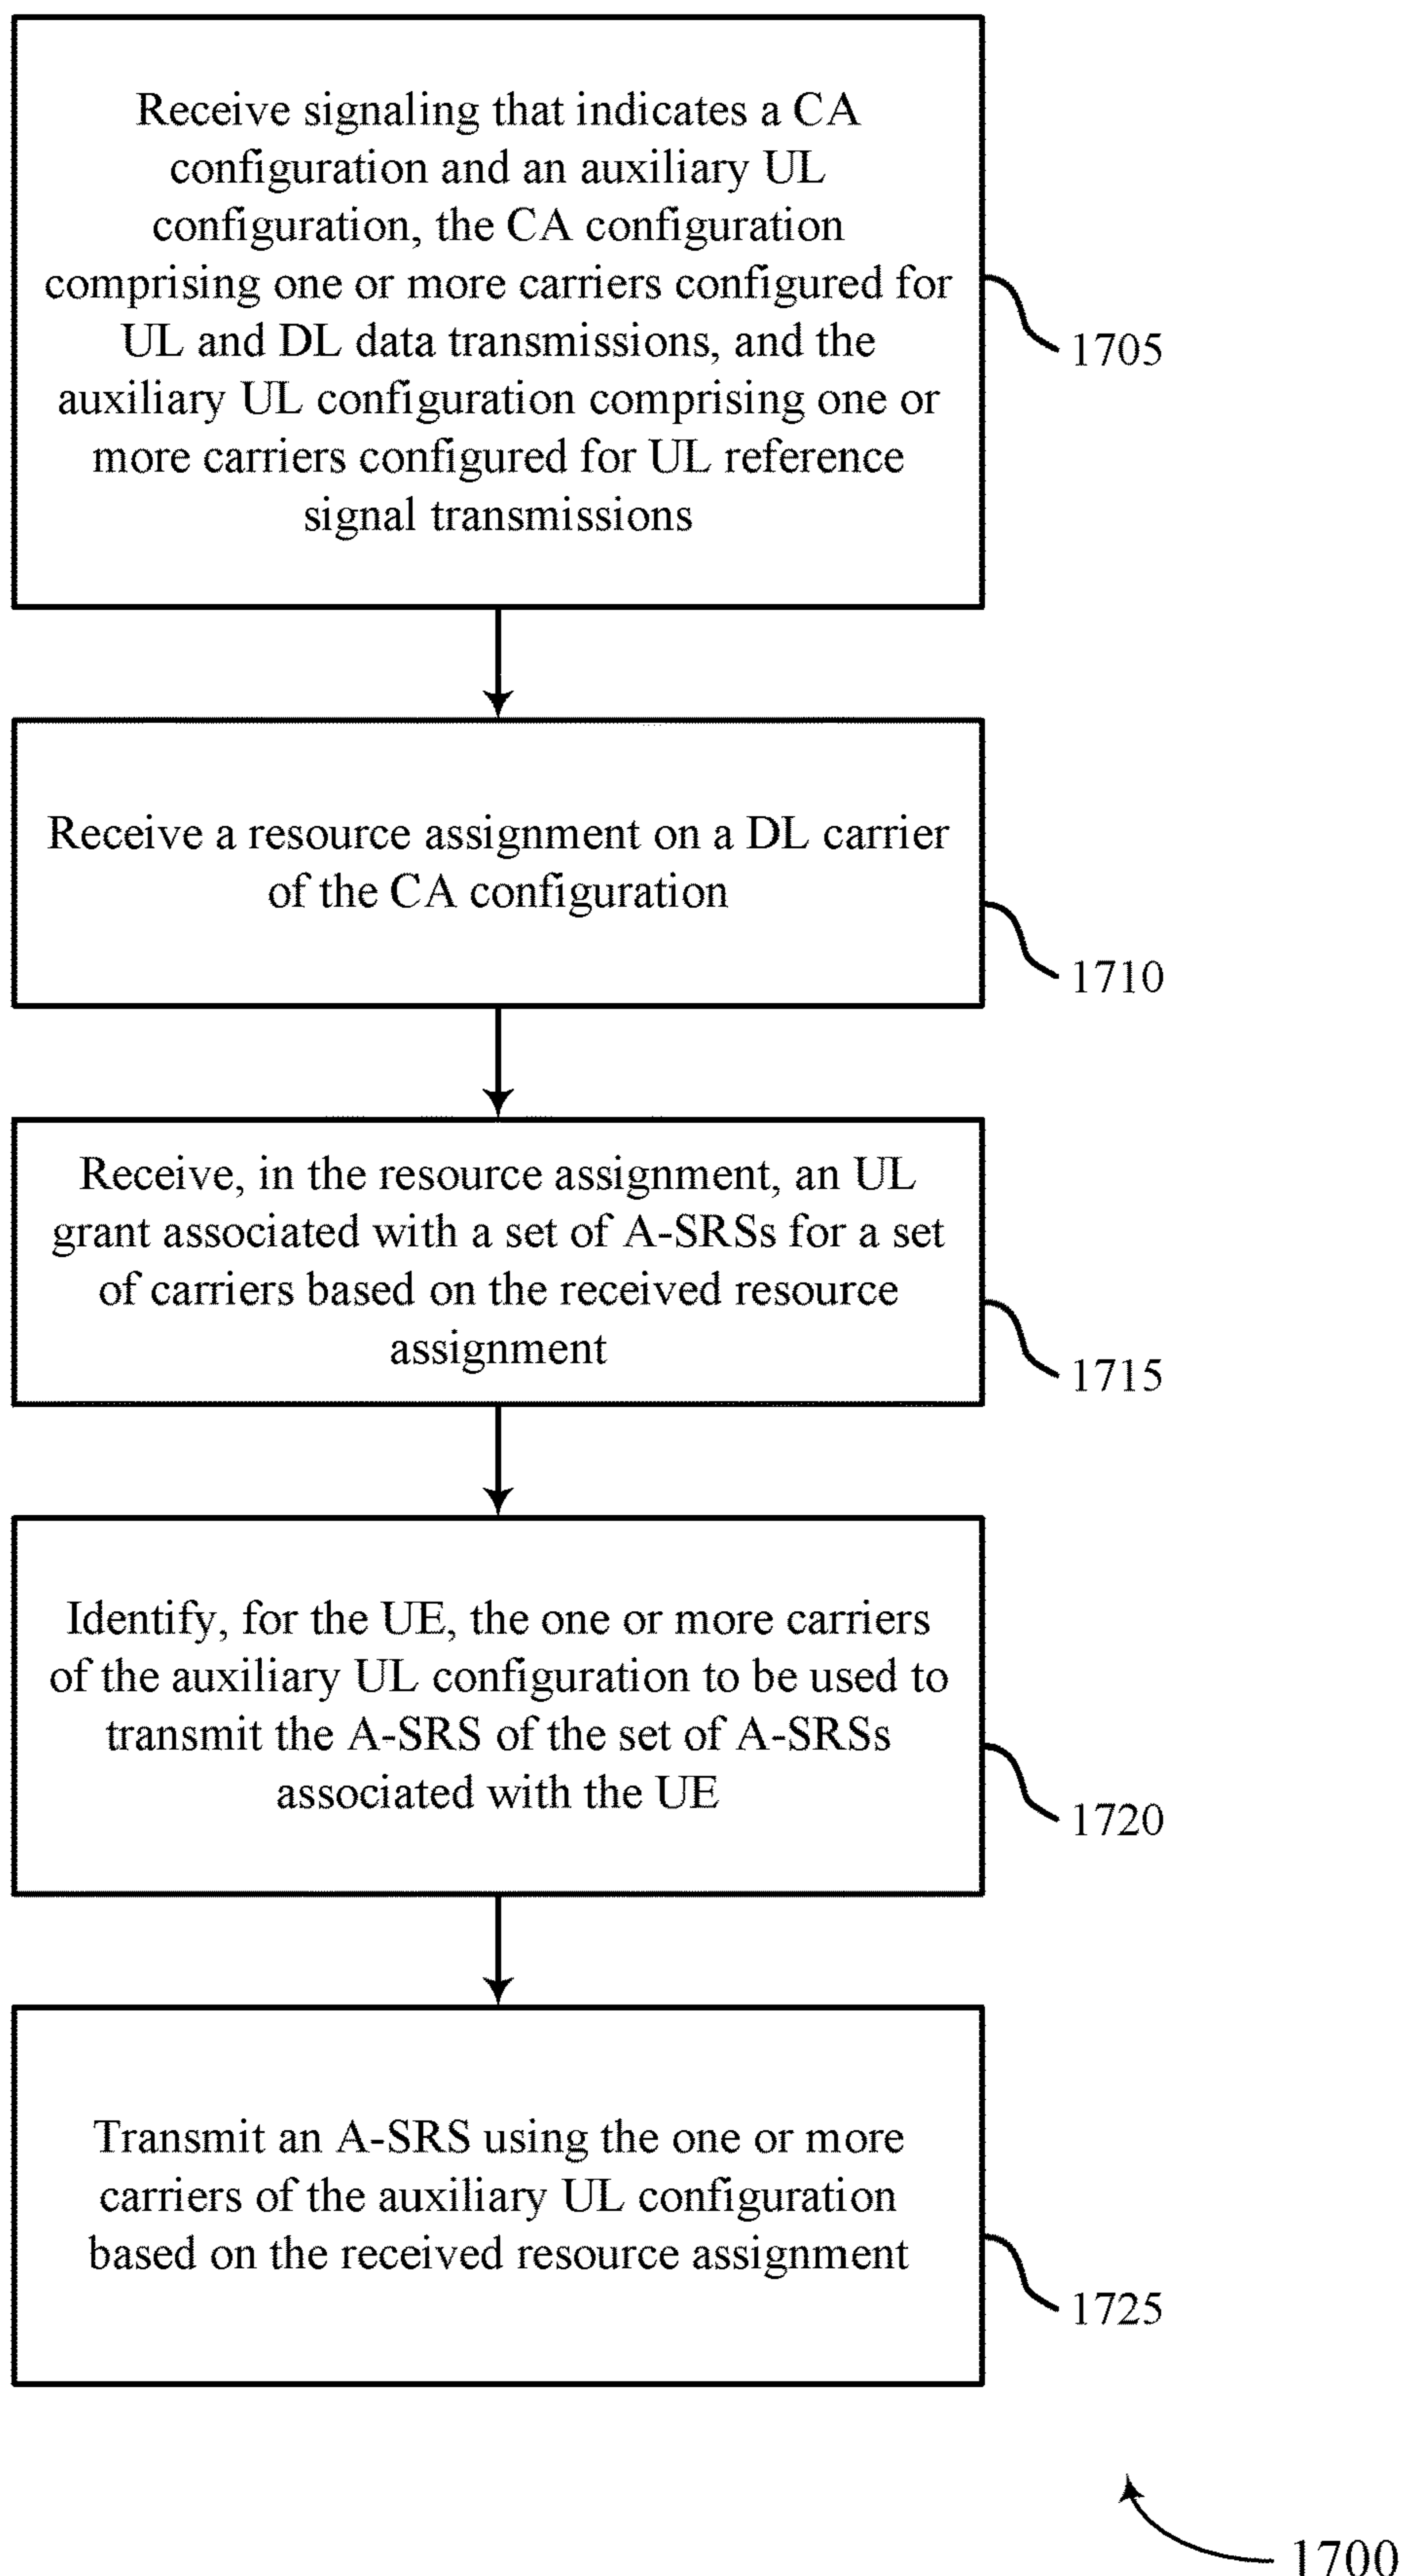 Receive signaling that indicates a CA
configuration and an auxiliary UL
configuration, the CA configuration
comprising one or more carriers configured for
UL and DL data transmissions, and the
auxiliary UL configuration comprising one or
more carriers configured for UL reference
signal transmissions
1705
Receive a resource assignment on a DL carrier
of the CA configuration
1710
Receive, in the resource assignment, an UL
grant associated with a set of A-SRSs for a set
of carriers based on the received resource
assignment
1715
Identify, for the UE, the one or more carriers
of the auxiliary UL configuration to be used to
transmit the A-SRS of the set of A-SRSs
associated with the UE
1720
Transmit an A-SRS using the one or more
carriers of the auxiliary UL configuration
based on the received resource assignment
1725
1700